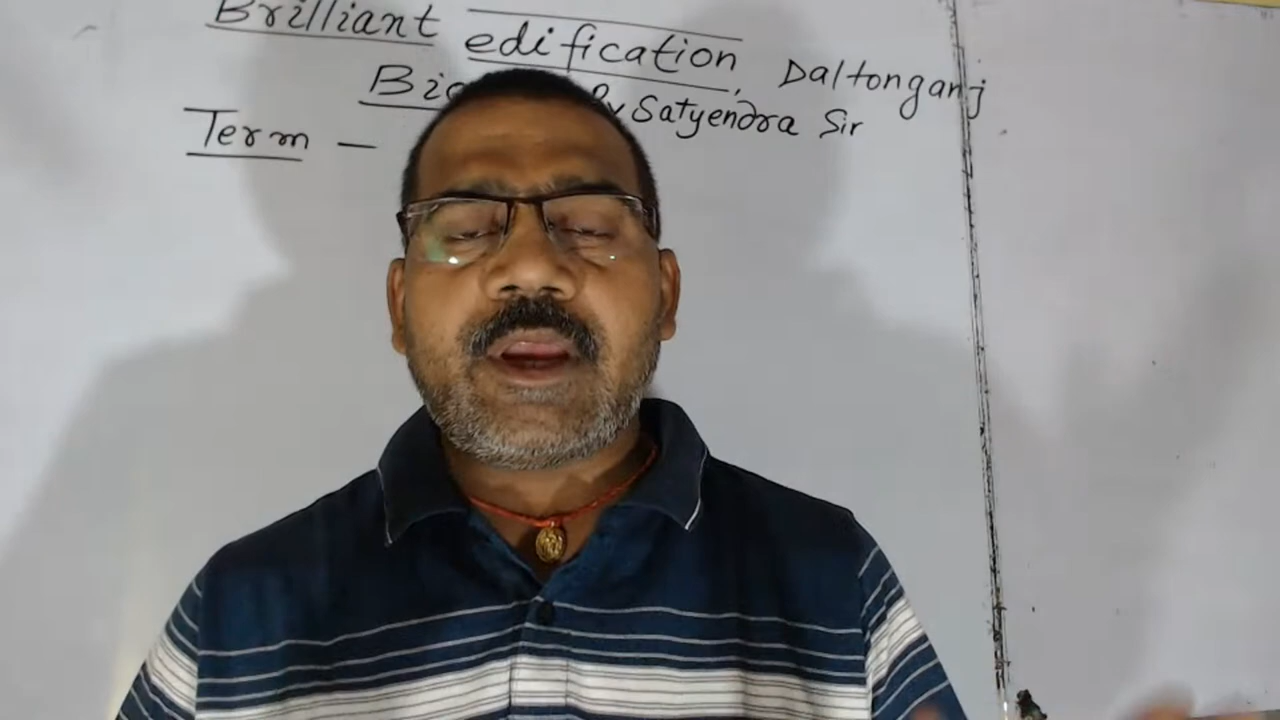 Brilliant edification, Daltonganj
Satyendra Sir
Term —